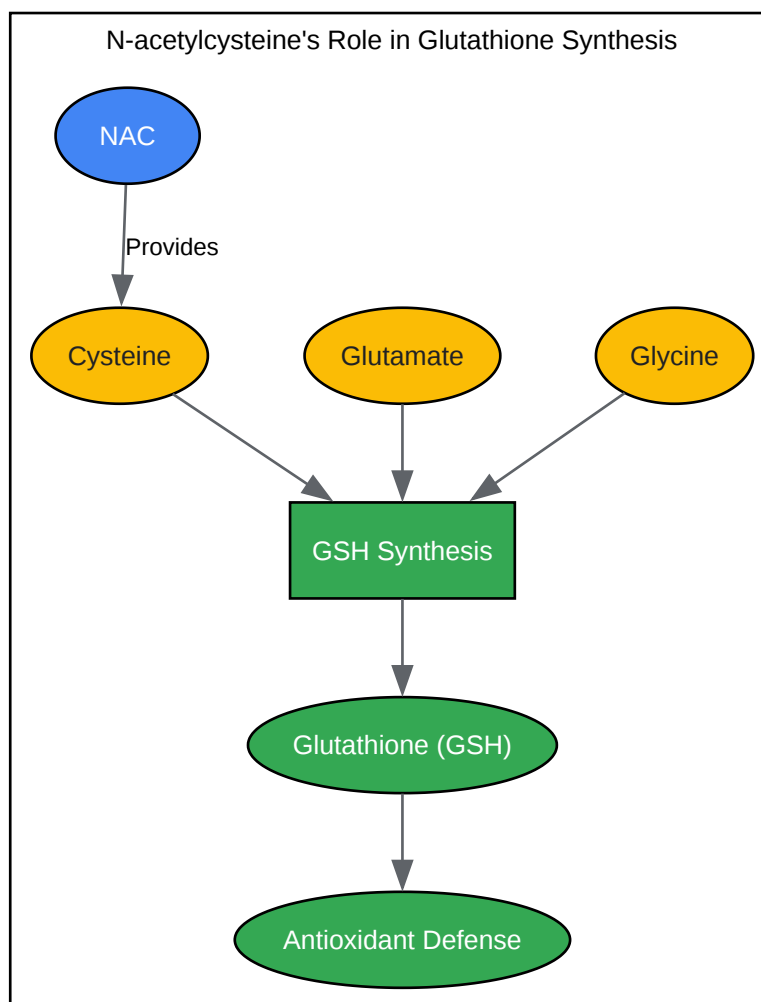 N-acetylcysteine's Role in Glutathione Synthesis
NAC
Provides
Cysteine
Glutamate
Glycine
GSH Synthesis
Glutathione (GSH)
Antioxidant Defense